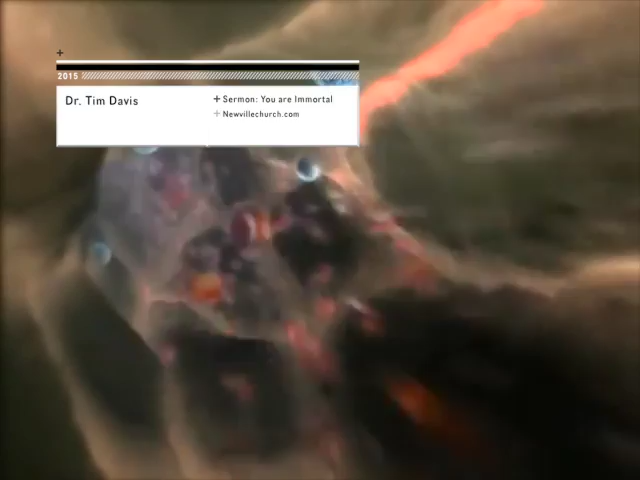 2015
Dr. Tim Davis
+ Sermon: You are Immortal
+ Newvillechurch.com